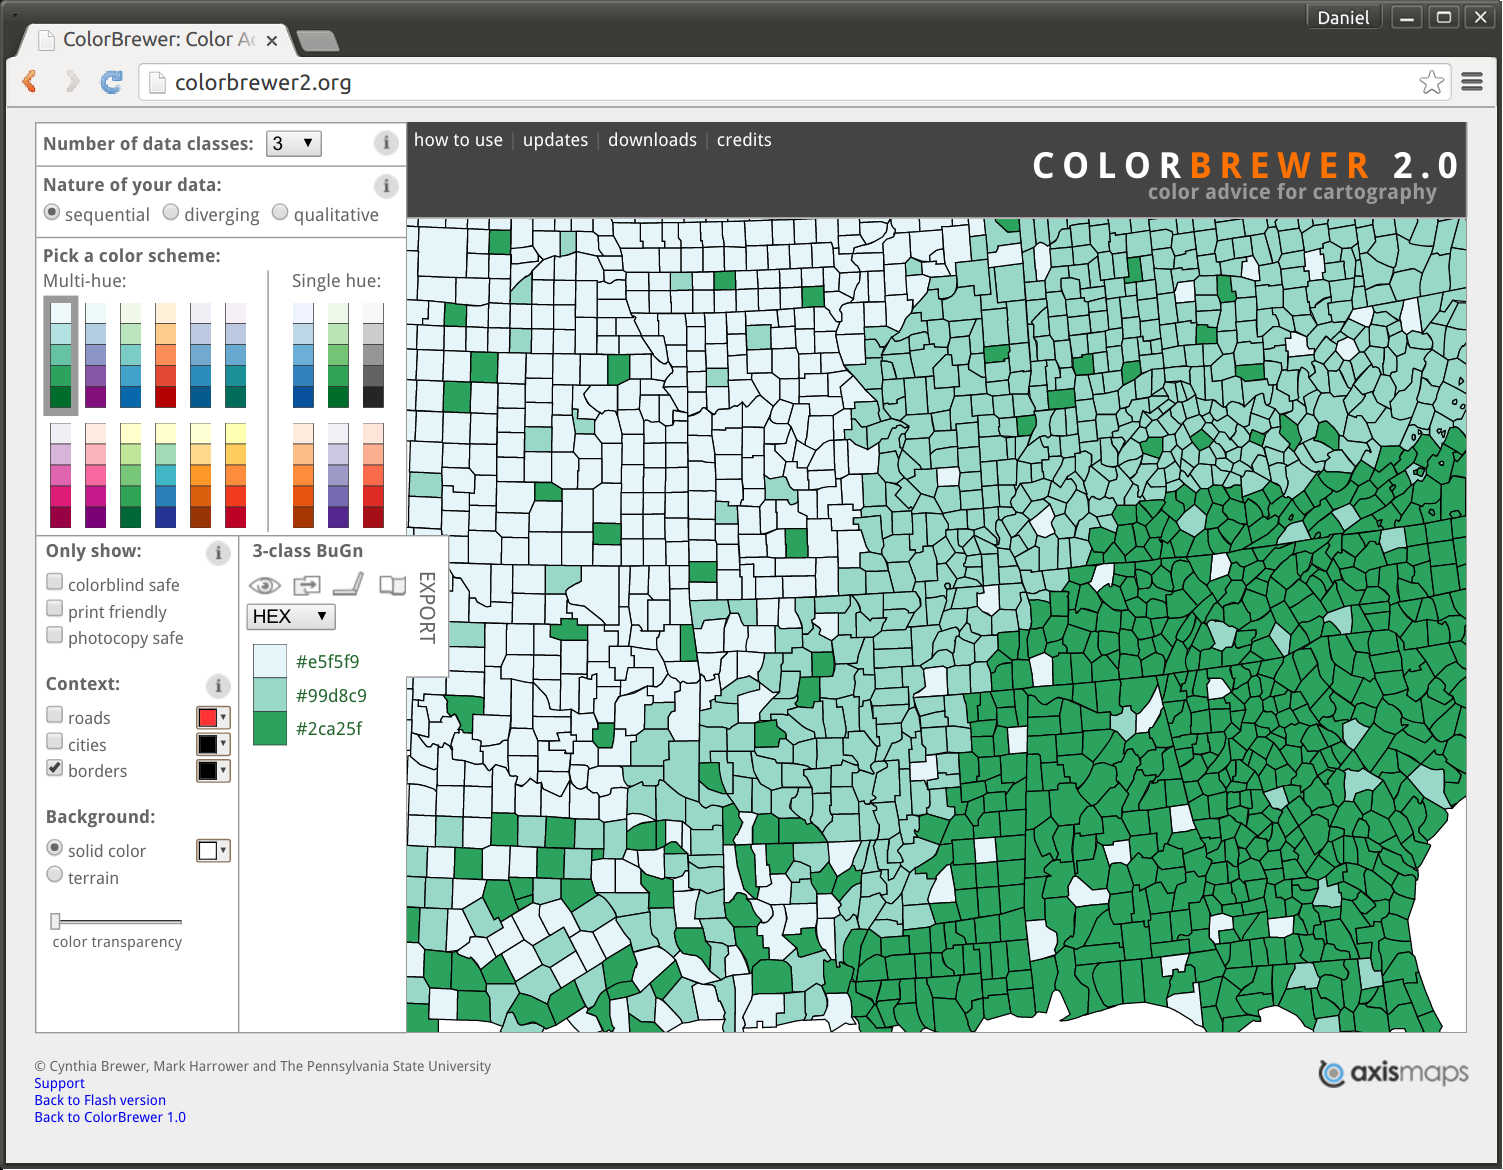 Daniel
ColorBrewer: Color Ac
colorbrewer2.org
Number of data classes: 3
how to use | updates | downloads | credits
COLORBREWER 2.0
color advice for cartography
Nature of your data:
sequential diverging qualitative
Pick a color scheme:
Multi-hue: Single hue:
Only show:
colorblind safe
print friendly
photocopy safe
Context:
roads
cities
borders
Background:
solid color
terrain
color transparency
3-class BuGn
EXPORT
HEX
#e5f5f9
#99d8c9
#2ca25f
© Cynthia Brewer, Mark Harrower and The Pennsylvania State University
Support
Back to Flash version
Back to ColorBrewer 1.0
axismaps